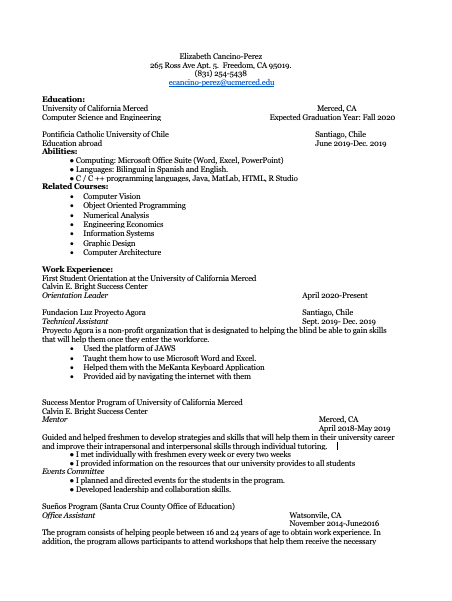 Elizabeth Cancino-Perez
265 Ross Ave Apt. 5.  Freedom, CA 95019.
(831) 254-5438
ecancino-perez@ucmerced.edu
Education:
University of California Merced Merced, CA
Computer Science and Engineering Expected Graduation Year: Fall 2020
Pontificia Catholic University of Chile Santiago, Chile
Education abroad June 2019-Dec. 2019
Abilities:
● Computing: Microsoft Office Suite (Word, Excel, PowerPoint)
● Languages: Bilingual in Spanish and English.
● C / C ++ programming languages, Java, MatLab, HTML, R Studio
Related Courses:
● Computer Vision
● Object Oriented Programming
● Numerical Analysis
● Engineering Economics
● Information Systems
● Graphic Design
● Computer Architecture
Work Experience:
First Student Orientation at the University of California Merced
Calvin E. Bright Success Center
Orientation Leader April 2020-Present
Fundacion Luz Proyecto Agora Santiago, Chile
Technical Assistant Sept. 2019- Dec. 2019
Proyecto Agora is a non-profit organization that is designated to helping the blind be able to gain skills
that will help them once they enter the workforce.
● Used the platform of JAWS
● Taught them how to use Microsoft Word and Excel.
● Helped them with the MeKanta Keyboard Application
● Provided aid by navigating the internet with them
Success Mentor Program of University of California Merced
Calvin E. Bright Success Center
Mentor Merced, CA
April 2018-May 2019
Guided and helped freshmen to develop strategies and skills that will help them in their university career
and improve their intrapersonal and interpersonal skills through individual tutoring.
● I met individually with freshmen every week or every two weeks
● I provided information on the resources that our university provides to all students
Events Committee
● I planned and directed events for the students in the program.
● Developed leadership and collaboration skills.
Sueños Program (Santa Cruz County Office of Education)
Office Assistant Watsonvile, CA
November 2014-June2016
The program consists of helping people between 16 and 24 years of age to obtain work experience. In
addition, the program allows participants to attend workshops that help them receive the necessary